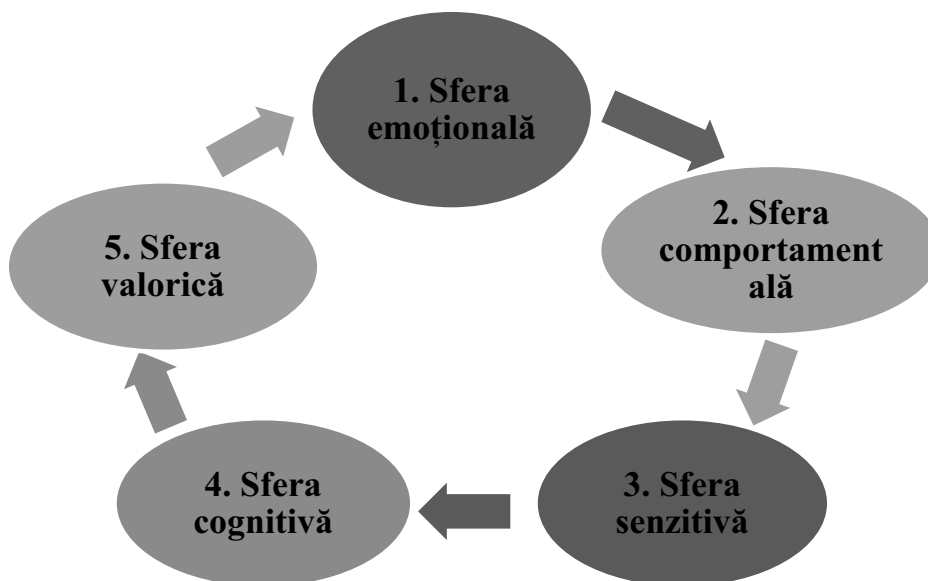 1. Sfera
emoțională
2. Sfera
comportament
ală
3. Sfera
senzitivă
4. Sfera
cognitivă
5. Sfera
valorică